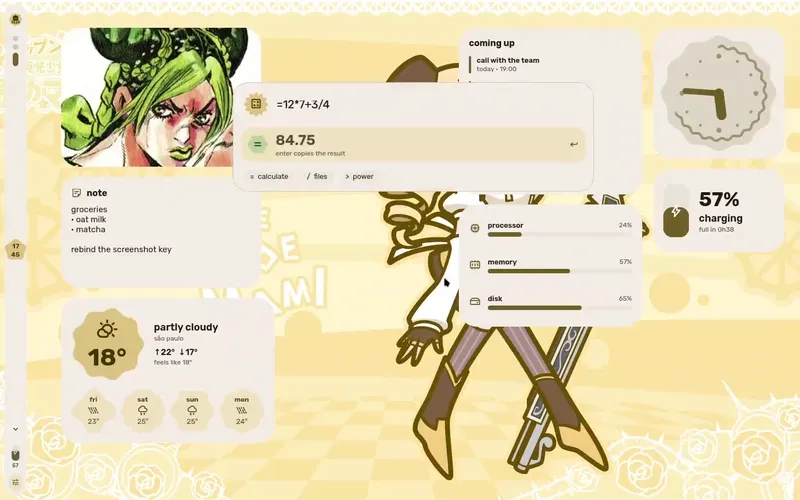 17
45
57
note
groceries
• oat milk
• matcha
rebind the screenshot key
18°
partly cloudy
são paulo
↑22° ↓17°
feels like 18°
fri
23°
sat
25°
sun
25°
mon
24°
=12*7+3/4
= 84.75
enter copies the result
= calculate / files > power
coming up
call with the team
today • 19:00
processor 24%
memory 57%
disk 65%
57%
charging
full in 0h38